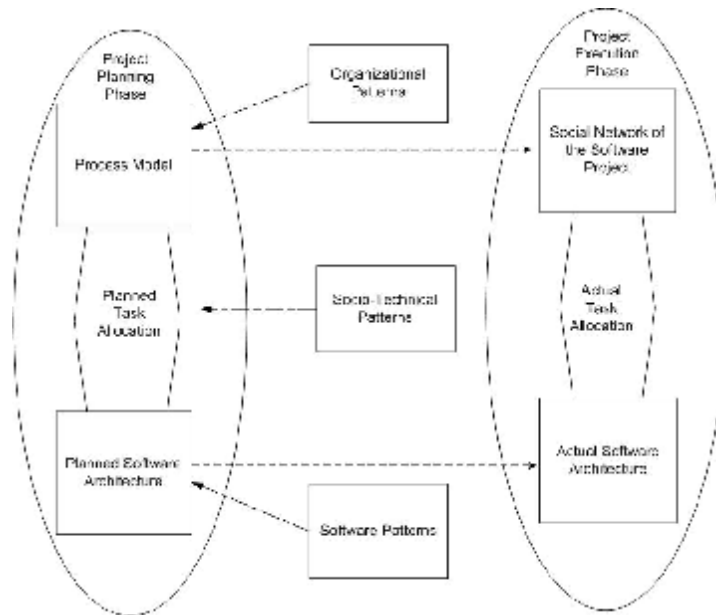 Project
Planning
Phase
Organizational
Patterns
Project
Execution
Phase
Process Model
Social Network of
the Software
Project
Planned
Task
Allocation
Socio-Technical
Patterns
Actual
Task
Allocation
Planned Software
Architecture
Actual Software
Architecture
Software Patterns